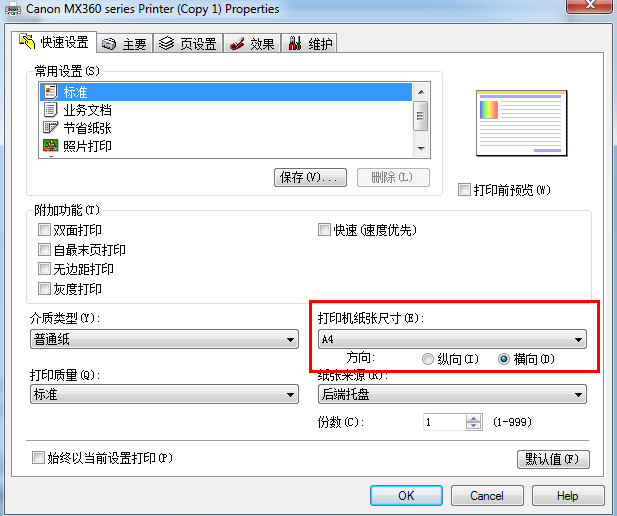 Canon MX360 series Printer (Copy 1) Properties
快速设置 主要 页设置 效果 维护
常用设置(S)
标准
业务文档
节省纸张
照片打印
保存(V)... 删除(L)
打印前预览(W)
附加功能(T)
双面打印 快速(速度优先)
自最末页打印
无边距打印
灰度打印
介质类型(Y): 打印机纸张尺寸(E):
普通纸 A4
方向: 纵向(I) 横向(D)
打印质量(Q): 纸张来源(R):
标准 后端托盘
份数(C): 1 (1-999)
始终以当前设置打印(P) 默认值(F)
OK Cancel Help